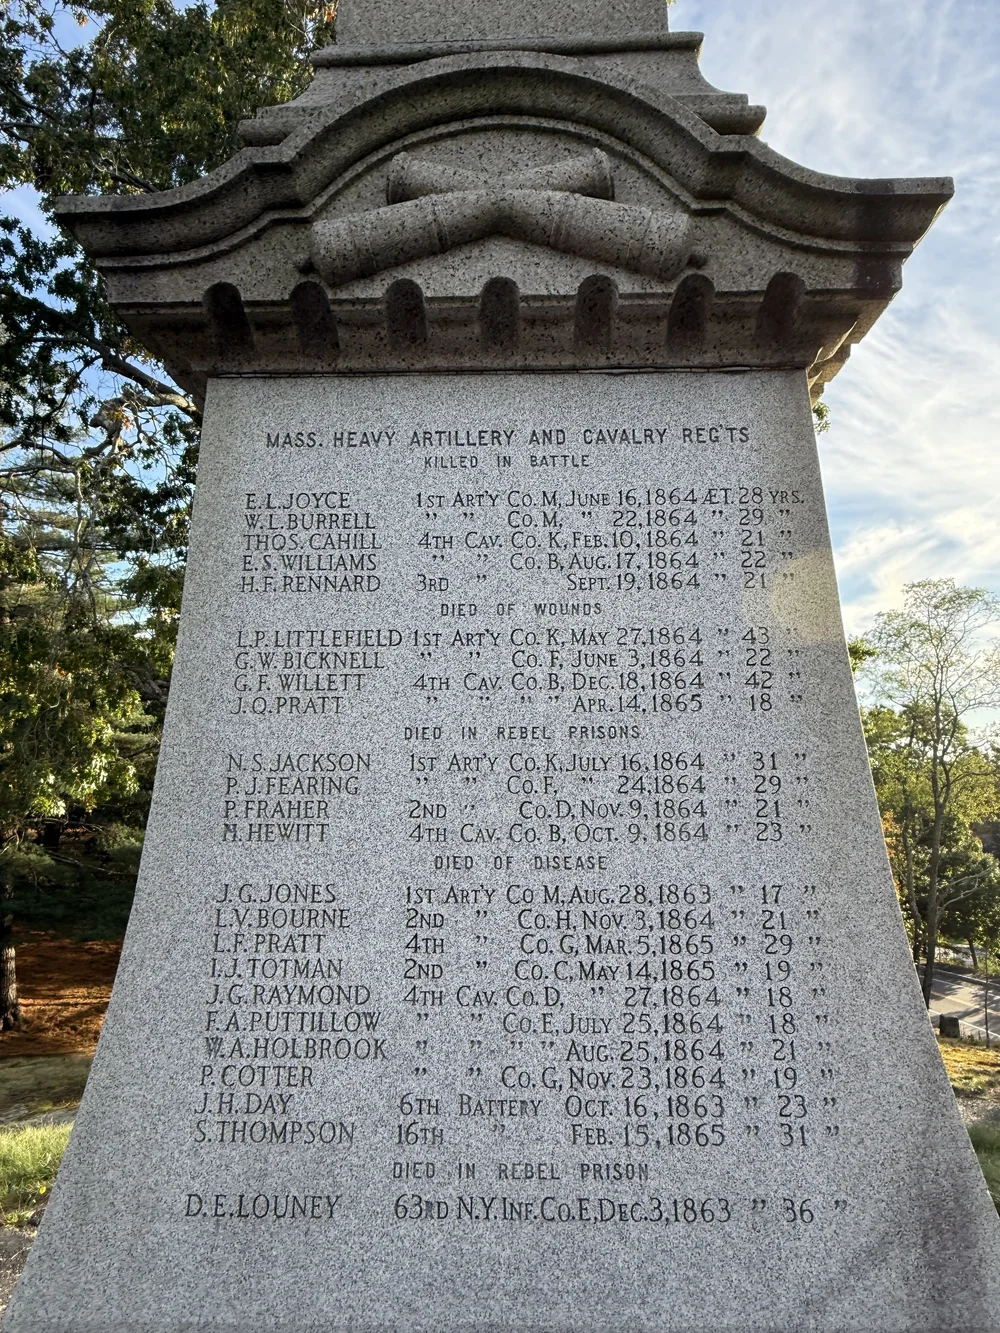 MASS. HEAVY ARTILLERY AND CAVALRY REG'TS
KILLED IN BATTLE
E.L.JOYCE 1ST ART'Y CO.M,JUNE 16,1864 ÆT.28 YRS.
W.L.BURRELL " " CO.M, " 22,1864 " 29 "
THOS.CAHILL 4TH CAV. CO. K,FEB.10,1864 " 21 "
E.S.WILLIAMS " " CO.B,AUG.17,1864 " 22 "
H.F.RENNARD 3RD " SEPT.19,1864 " 21 "
DIED OF WOUNDS
L.P.LITTLEFIELD 1ST ART'Y CO.K,MAY 27,1864 " 43 "
G.W.BICKNELL " " CO.F,JUNE 3,1864 " 22 "
G.F.WILLETT 4TH CAV. CO.B,DEC.18,1864 " 42 "
J.Q.PRATT " " " " APR.14,1865 " 18 "
DIED IN REBEL PRISONS
N.S.JACKSON 1ST ART'Y CO.K,JULY 16,1864 " 31 "
P.J.FEARING " " CO.F, " 24,1864 " 29 "
P.FRAHER 2ND " CO.D,NOV.9,1864 " 21 "
M.HEWITT 4TH CAV. CO.B,OCT.9,1864 " 23 "
DIED OF DISEASE
J.G.JONES 1ST ART'Y CO M,AUG.28,1863 " 17 "
L.V.BOURNE 2ND " CO.H,NOV.3,1864 " 21 "
L.F.PRATT 4TH " CO.G,MAR.5,1865 " 29 "
I.J.TOTMAN 2ND " CO.C,MAY 14,1865 " 19 "
J.G.RAYMOND 4TH CAV. CO.D, " 27,1864 " 18 "
F.A.PUTTILLOW " " CO.E,JULY 25,1864 " 18 "
W.A.HOLBROOK " " " " AUG.25,1864 " 21 "
P.COTTER " " CO.G,NOV.23,1864 " 19 "
J.H.DAY 6TH BATTERY OCT.16,1863 " 23 "
S.THOMPSON 16TH " FEB.15,1865 " 31 "
DIED IN REBEL PRISON
D.E.LOUNEY 63RD N.Y.INF.CO.E,DEC.3,1863 " 36 "